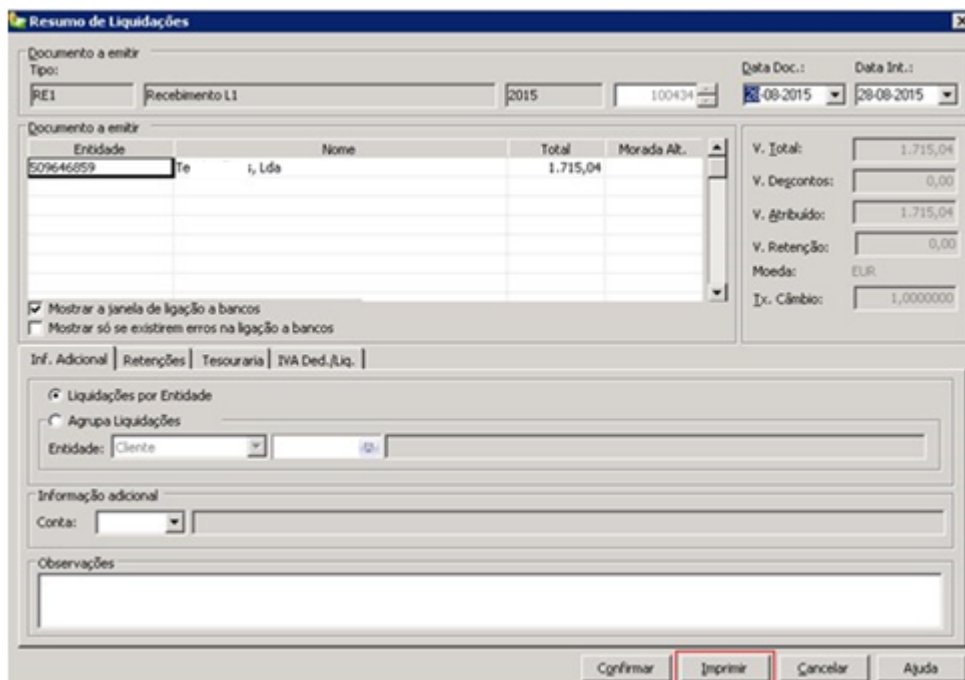 Resumo de Liquidações
Documento a emitir
Tipo:
Data Doc.:
Data Int.:
RE1
Recebimento L1
2015
100434
28-08-2015
28-08-2015
Documento a emitir
Entidade
Nome
Total
Morada Alt.
509646859
Te
i, Lda
1.715,04
V. Total:
1.715,04
V. Descontos:
0,00
V. Atribuído:
1.715,04
V. Retenção:
0,00
Moeda:
EUR
Tx. Câmbio:
1,0000000
Mostrar a janela de ligação a bancos
Mostrar só se existirem erros na ligação a bancos
Inf. Adicional
Retenções
Tesouraria
IVA Ded./Liq.
Liquidações por Entidade
Agrupa Liquidações
Entidade:
Cliente
Informação adicional
Conta:
Observações
Confirmar
Imprimir
Cancelar
Ajuda